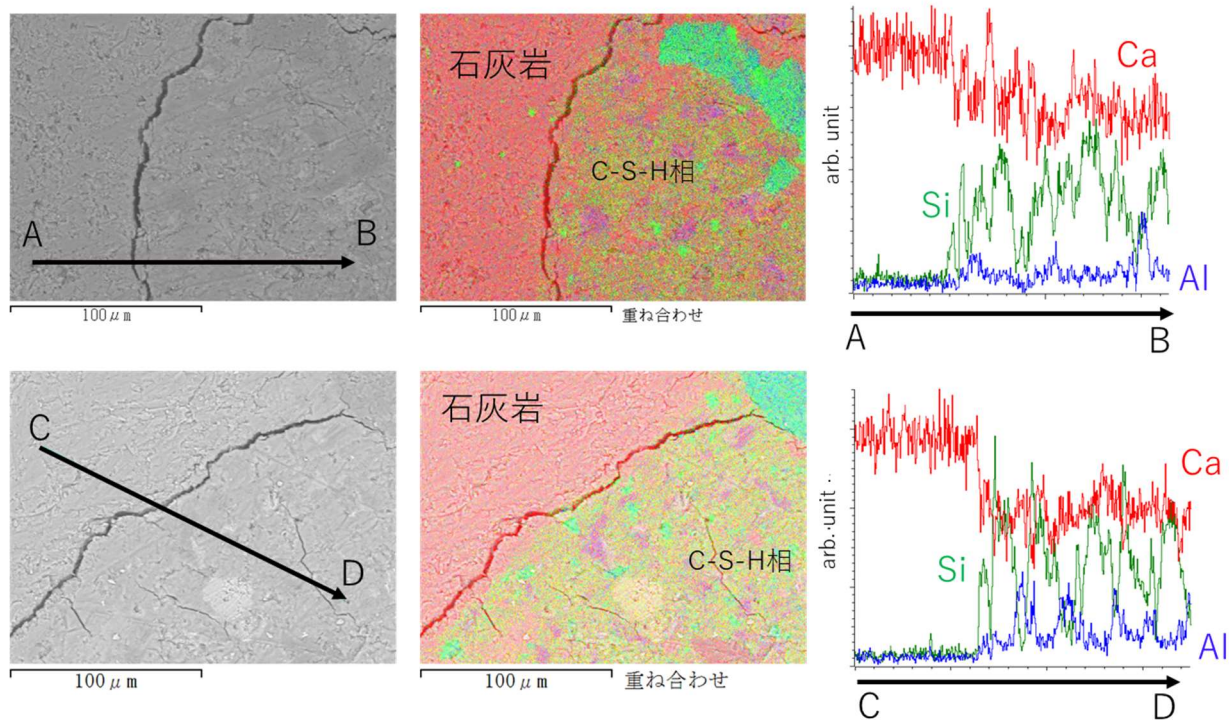 A
B
100μm
石灰岩
C-S-H相
100μm
重ね合わせ
arb. unit
Ca
Si
Al
A
B
C
D
100μm
石灰岩
C-S-H相
100μm
重ね合わせ
arb. unit
Ca
Si
Al
C
D